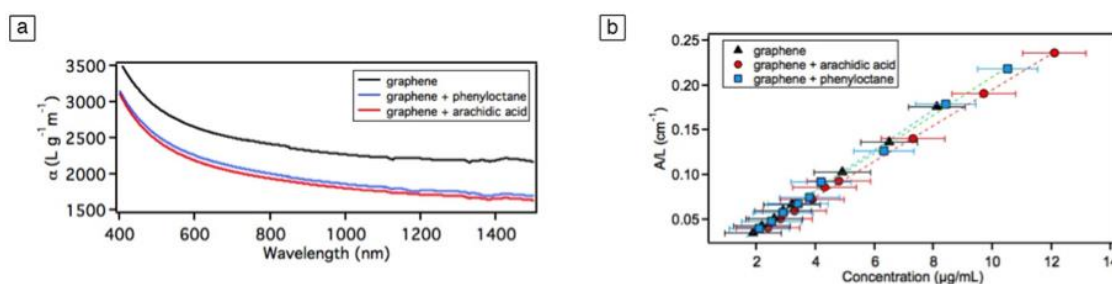 a
3500
3000
2500
2000
1500
α (L g⁻¹ m⁻¹)
graphene
graphene + phenyloctane
graphene + arachidic acid
400 600 800 1000 1200 1400
Wavelength (nm)
b
0.25
0.20
0.15
0.10
0.05
A/L (cm⁻¹)
graphene
graphene + arachidic acid
graphene + phenyloctane
2 4 6 8 10 12 14
Concentration (µg/mL)